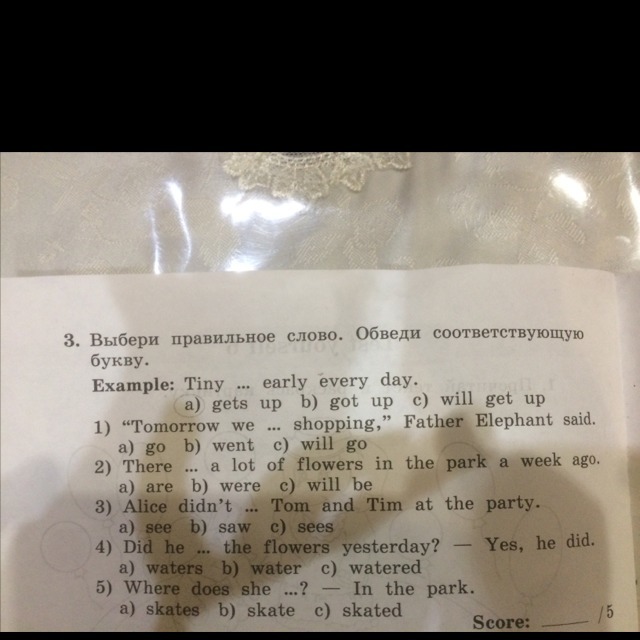 3. Выбери правильное слово. Обведи соответствующую
букву.
Example: Tiny ... early every day.
a) gets up b) got up c) will get up
1) “Tomorrow we ... shopping,” Father Elephant said.
a) go b) went c) will go
2) There ... a lot of flowers in the park a week ago.
a) are b) were c) will be
3) Alice didn’t ... Tom and Tim at the party.
a) see b) saw c) sees
4) Did he ... the flowers yesterday? — Yes, he did.
a) waters b) water c) watered
5) Where does she ...? — In the park.
a) skates b) skate c) skated
Score: ____ /5